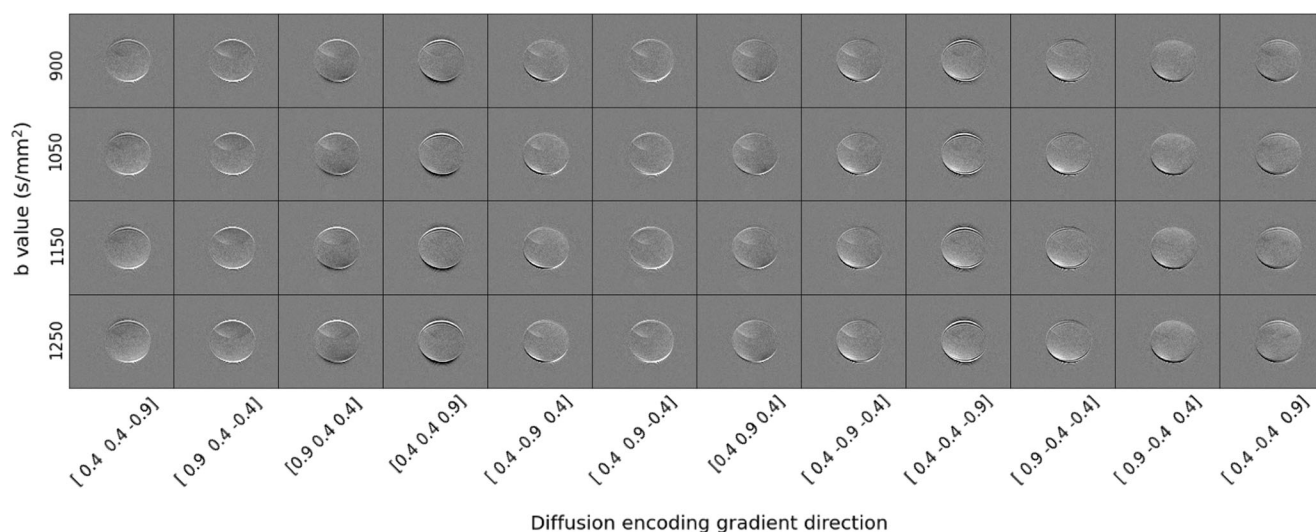 b value (s/mm²)
900
1050
1150
1250
[ 0.4 0.4 -0.9]
[ 0.9 0.4 -0.4]
[0.9 0.4 0.4]
[0.4 0.4 0.9]
[ 0.4 -0.9 0.4]
[ 0.4 0.9 -0.4]
[0.4 0.9 0.4]
[ 0.4 -0.9 -0.4]
[ 0.4 -0.4 -0.9]
[ 0.9 -0.4 -0.4]
[ 0.9 -0.4 0.4]
[ 0.4 -0.4 0.9]
Diffusion encoding gradient direction